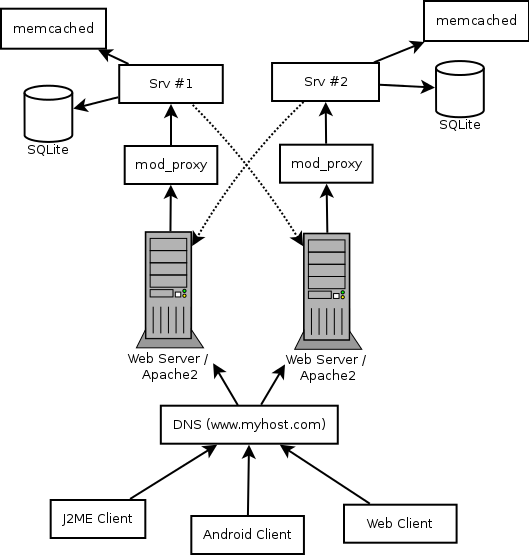 memcached
memcached
Srv #1
Srv #2
SQLite
SQLite
mod_proxy
mod_proxy
Web Server /
Apache2
Web Server /
Apache2
DNS (www.myhost.com)
J2ME Client
Android Client
Web Client